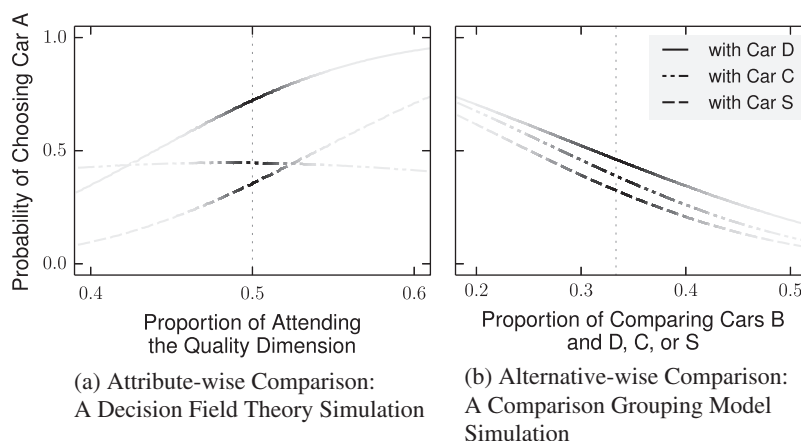 Probability of Choosing Car A
1.0
0.5
0.0
0.4
0.5
0.6
Proportion of Attending
the Quality Dimension
(a) Attribute-wise Comparison:
A Decision Field Theory Simulation
with Car D
with Car C
with Car S
0.2
0.3
0.4
0.5
Proportion of Comparing Cars B
and D, C, or S
(b) Alternative-wise Comparison:
A Comparison Grouping Model
Simulation